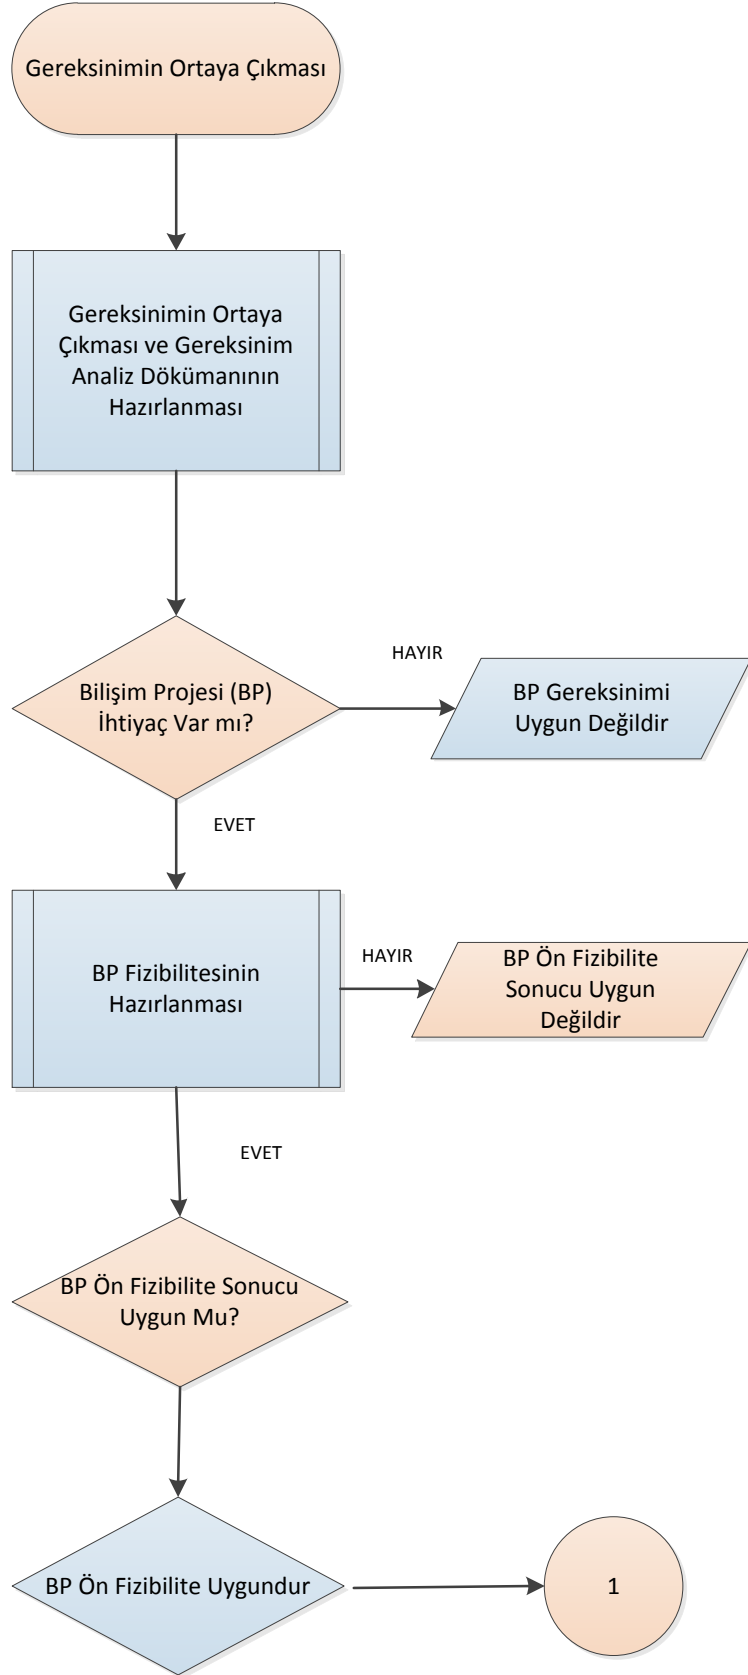 Gereksinimin Ortaya Çıkması
Gereksinimin Ortaya
Çıkması ve Gereksinim
Analiz Dökümanının
Hazırlanması
Bilişim Projesi (BP)
İhtiyaç Var mı?
HAYIR
BP Gereksinimi
Uygun Değildir
EVET
BP Fizibilitesinin
Hazırlanması
HAYIR
BP Ön Fizibilite
Sonucu Uygun
Değildir
EVET
BP Ön Fizibilite Sonucu
Uygun Mu?
BP Ön Fizibilite Uygundur
1